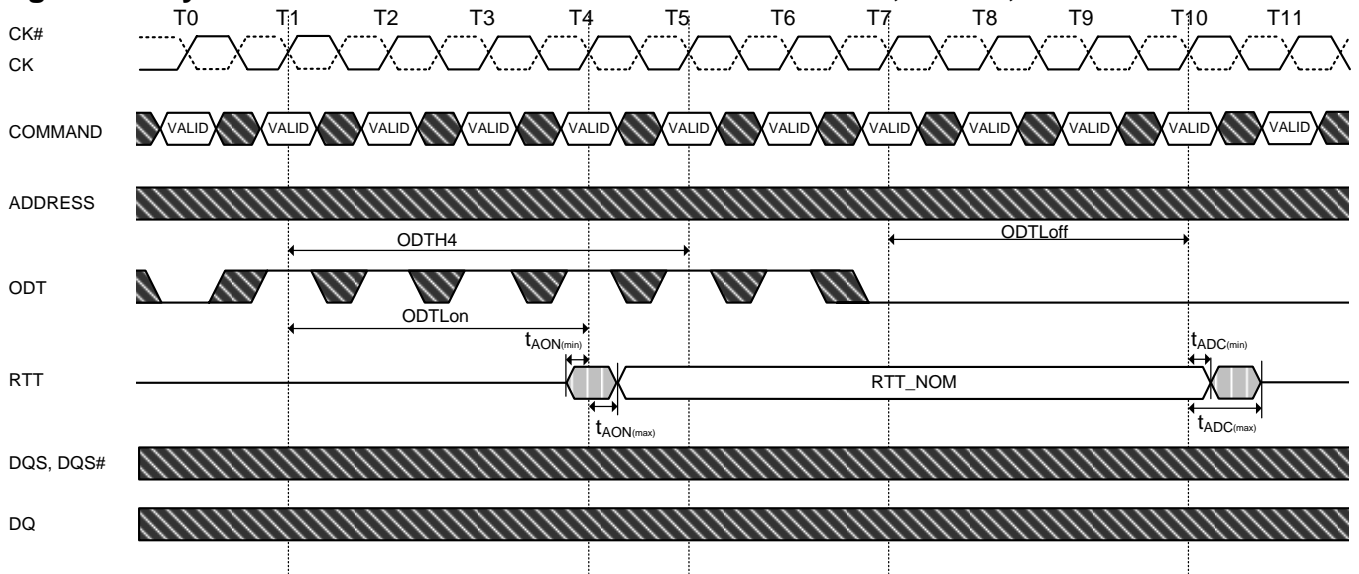 T0 T1 T2 T3 T4 T5 T6 T7 T8 T9 T10 T11
CK#
CK
COMMAND VALID VALID VALID VALID VALID VALID VALID VALID VALID VALID VALID VALID
ADDRESS
ODTH4 ODTLoff
ODT
ODTLon
tAON(min) tADC(min)
RTT RTT_NOM
tAON(max) tADC(max)
DQS, DQS#
DQ